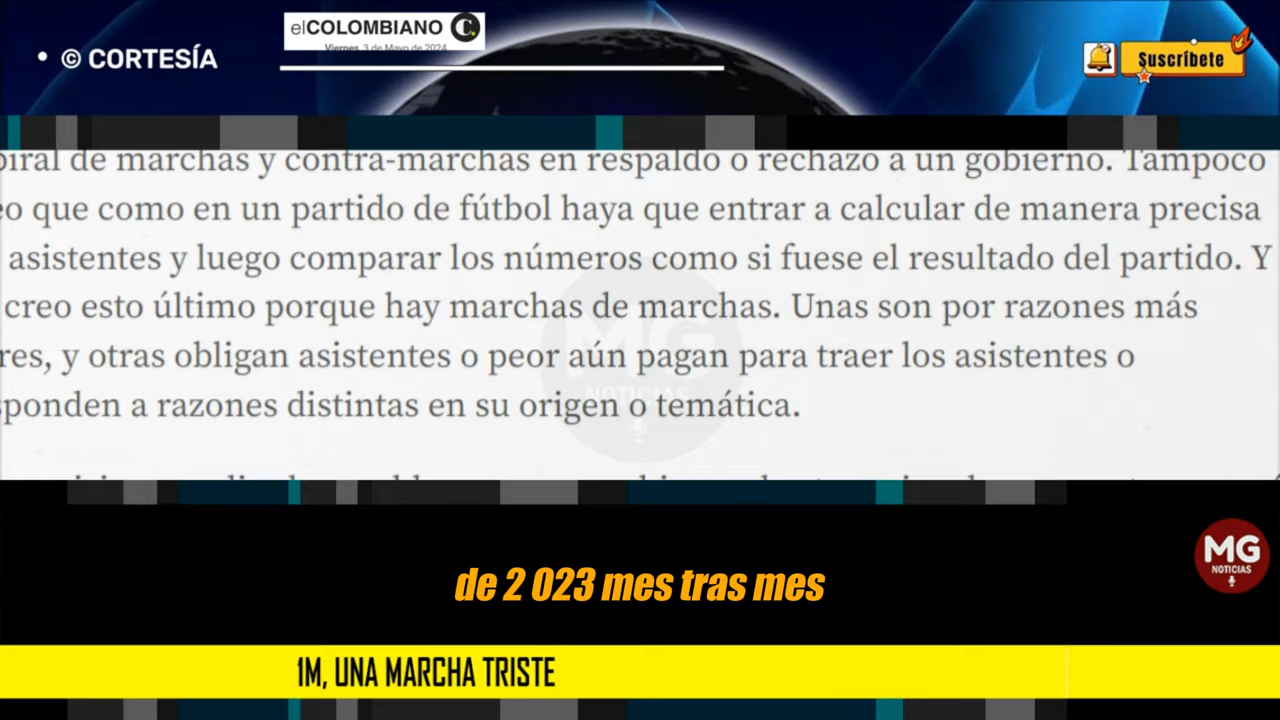 elCOLOMBIANO C.
Viernes, 3 de Mayo de 2024
• © CORTESÍA
Suscríbete
de marchas y contra-marchas en respaldo o rechazo a un gobierno. Tampoco
que como en un partido de fútbol haya que entrar a calcular de manera precisa
asistentes y luego comparar los números como si fuese el resultado del partido. Y
creo esto último porque hay marchas de marchas. Unas son por razones más
y otras obligan asistentes o peor aún pagan para traer los asistentes o
a razones distintas en su origen o temática.
MG
NOTICIAS
de 2 023 mes tras mes
MG
NOTICIAS
1M, UNA MARCHA TRISTE